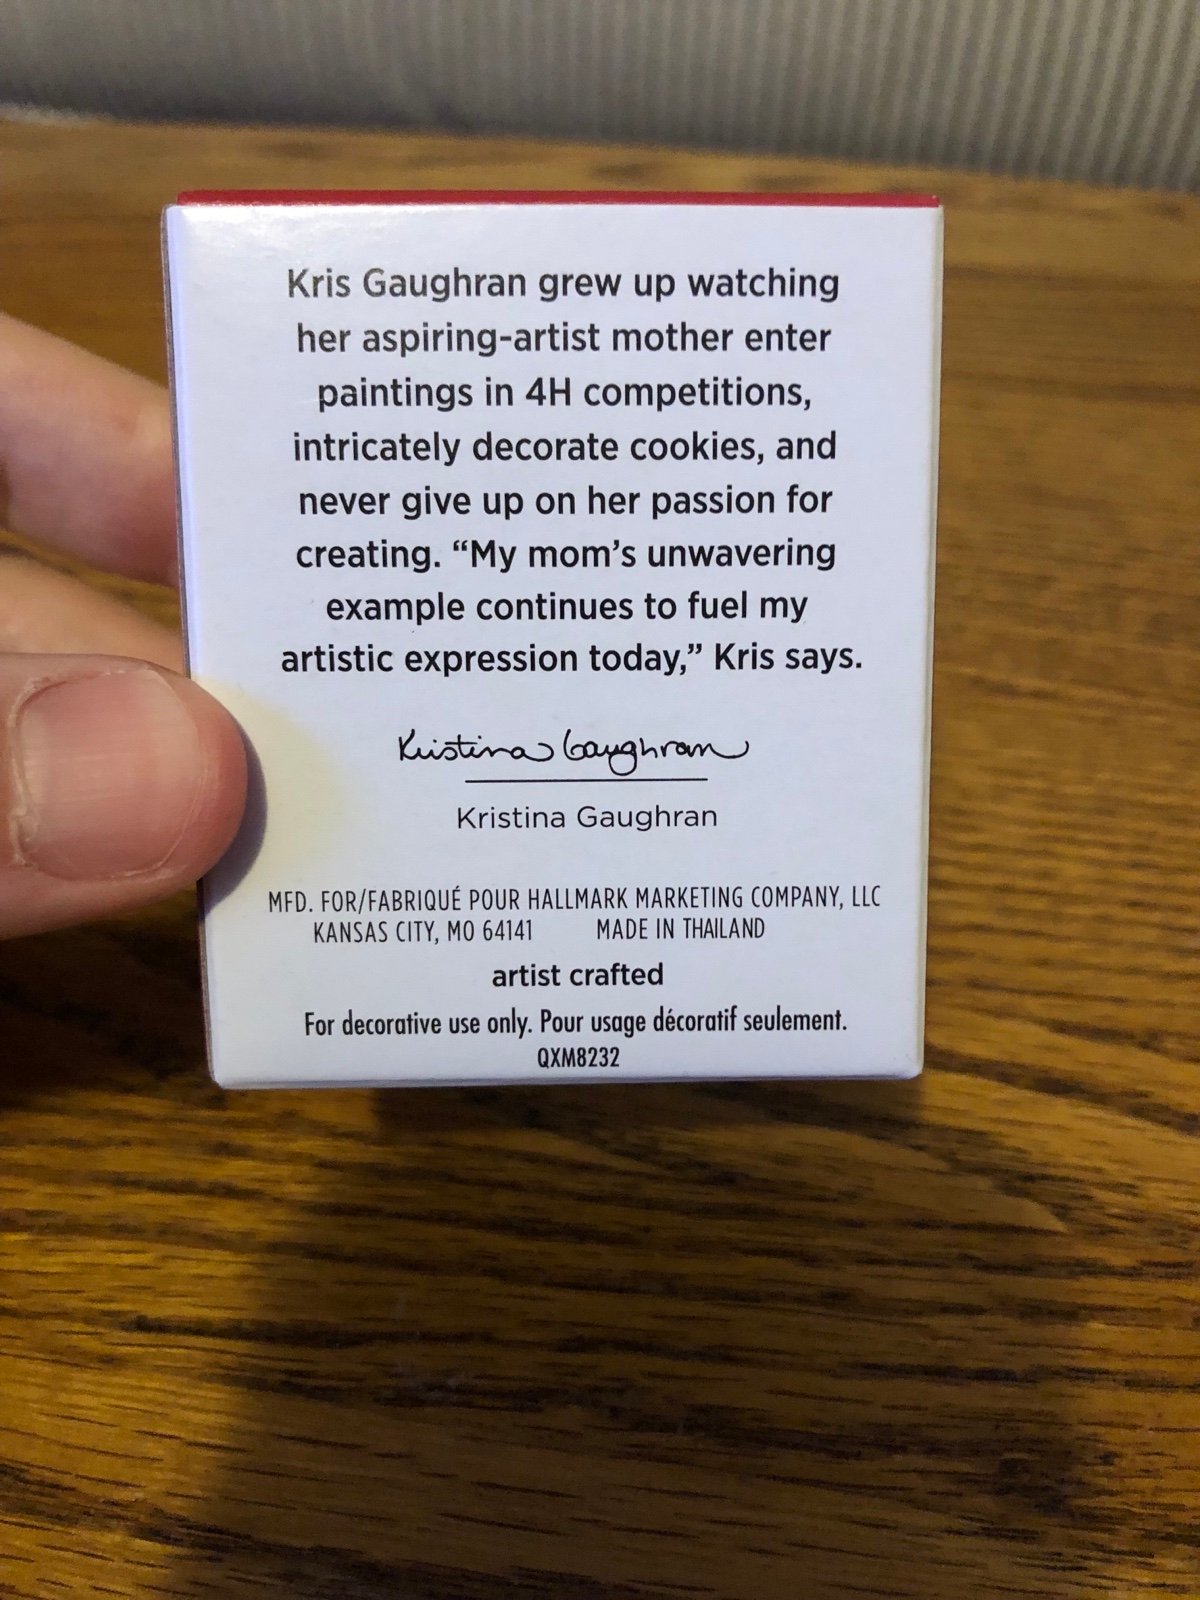 Kris Gaughran grew up watching
her aspiring-artist mother enter
paintings in 4H competitions,
intricately decorate cookies, and
never give up on her passion for
creating. “My mom’s unwavering
example continues to fuel my
artistic expression today,” Kris says.
Kristina Gaughran
Kristina Gaughran
MFD. FOR/FABRIQUÉ POUR HALLMARK MARKETING COMPANY, LLC
KANSAS CITY, MO 64141 MADE IN THAILAND
artist crafted
For decorative use only. Pour usage décoratif seulement.
QXM8232